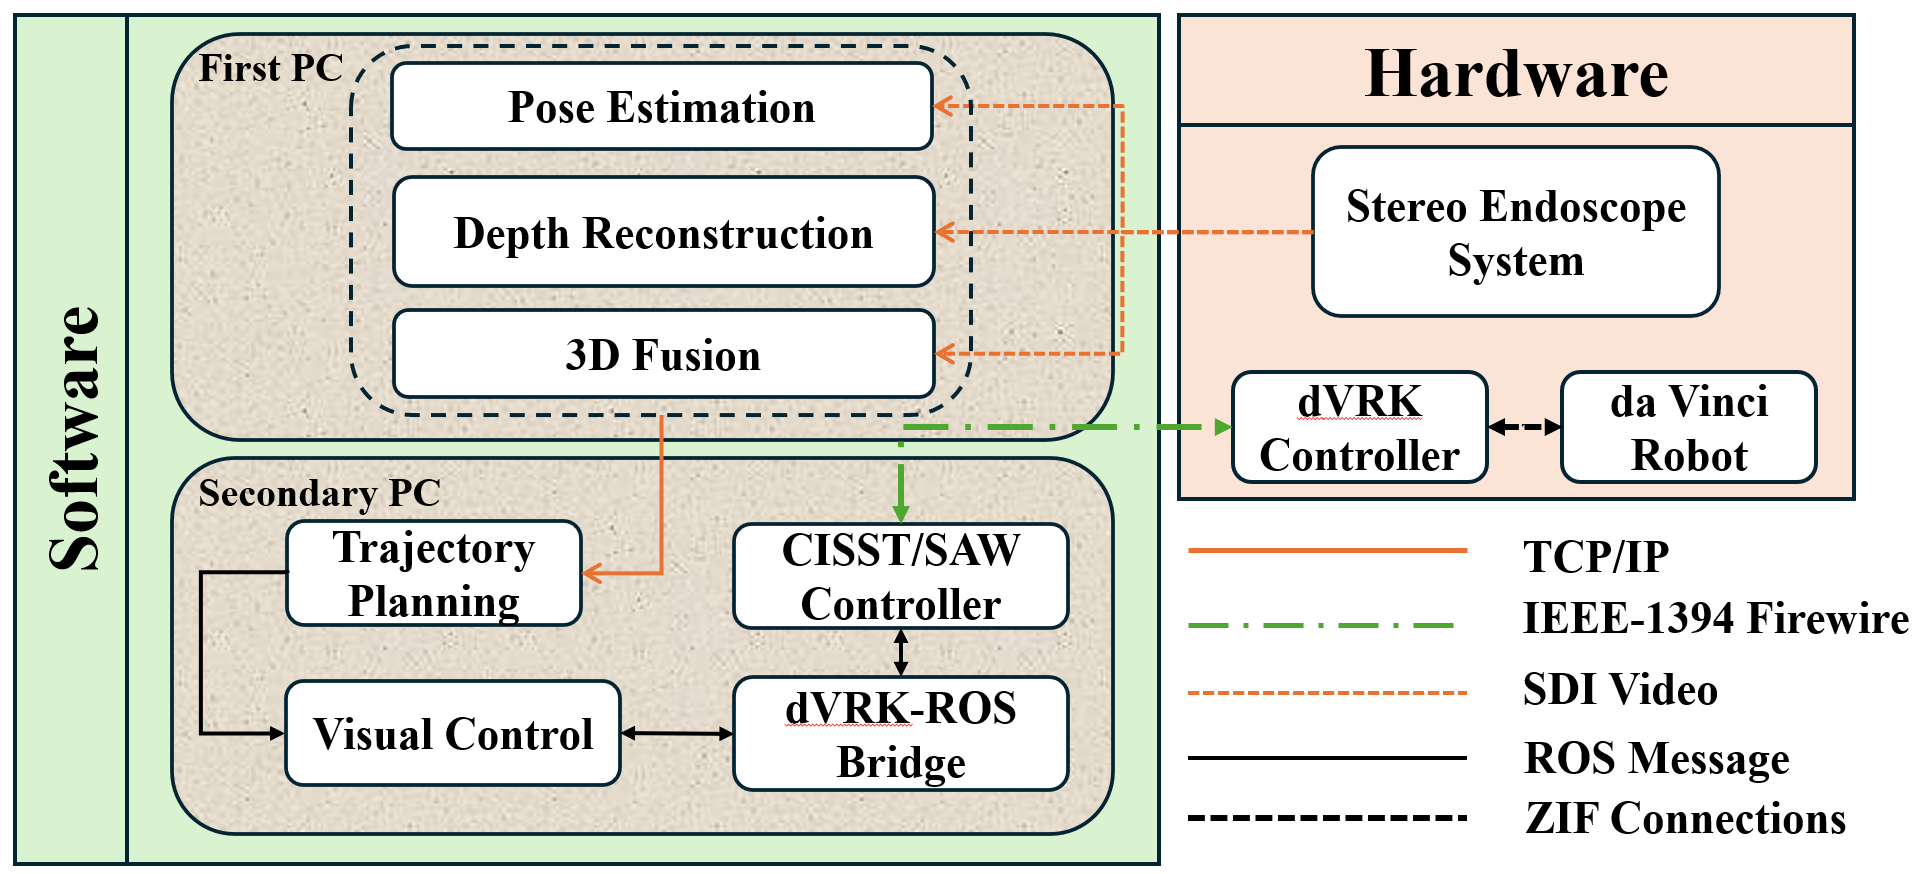 Software
First PC
Pose Estimation
Depth Reconstruction
3D Fusion
Secondary PC
Trajectory
Planning
CISST/SAW
Controller
Visual Control
dVRK-ROS
Bridge
Hardware
Stereo Endoscope
System
dVRK
Controller
da Vinci
Robot
TCP/IP
IEEE-1394 Firewire
SDI Video
ROS Message
ZIF Connections